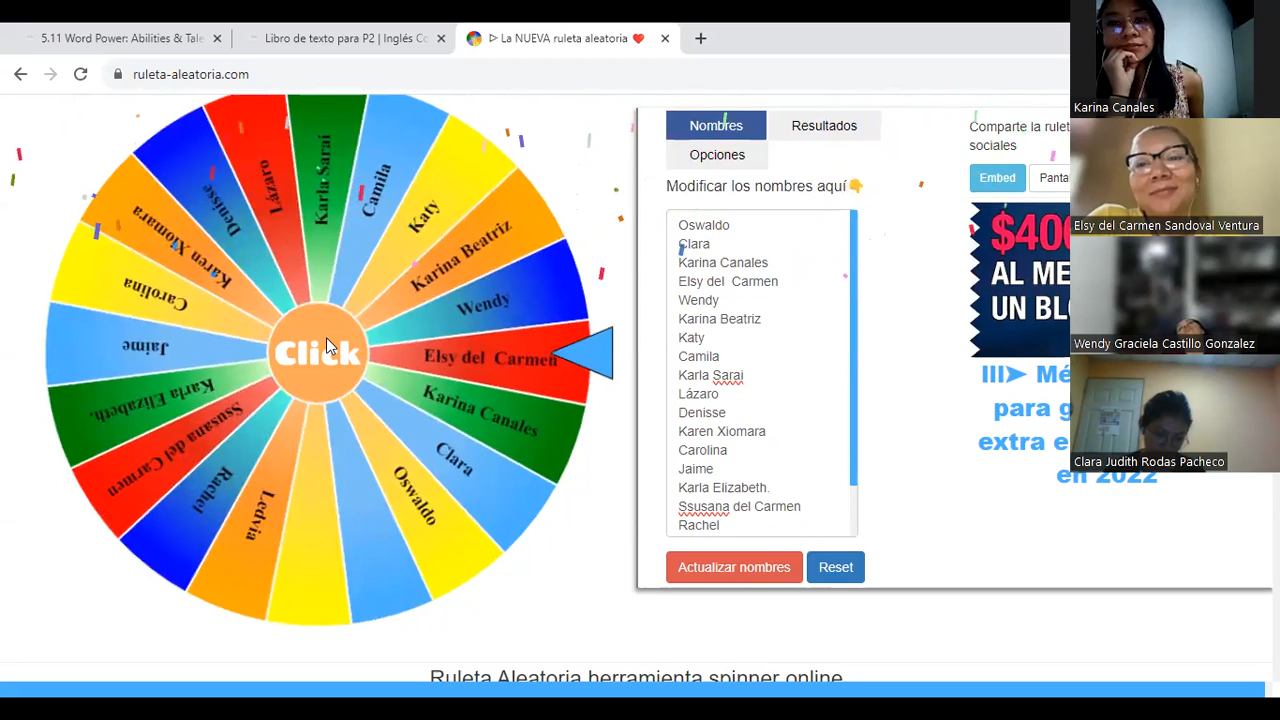 5.11 Word Power: Abilities & Tale
Libro de texto para P2 | Inglés Co
ᐅ La NUEVA ruleta aleatoria ❤️
ruleta-aleatoria.com
Lázaro
Karla Sarai
Camila
Katy
Karina Beatriz
Wendy
Elsy del Carmen
Karina Canales
Clara
Oswaldo
Ledvia
Rachel
Ssusana del Carmen
Karla Elizabeth.
Jaime
Carolina
Karen Xiomara
Denisse
Click
Nombres
Resultados
Opciones
Modificar los nombres aquí👇
Oswaldo
Clara
Karina Canales
Elsy del Carmen
Wendy
Karina Beatriz
Katy
Camila
Karla Sarai
Lázaro
Denisse
Karen Xiomara
Carolina
Jaime
Karla Elizabeth.
Ssusana del Carmen
Rachel
Actualizar nombres
Reset
Comparte la rulet
sociales
Embed
Panta
$400
AL ME
UN BLO
III➤ Mé
para g
extra e
en 2022
Ruleta Aleatoria herramienta spinner online
Karina Canales
Elsy del Carmen Sandoval Ventura
Wendy Graciela Castillo Gonzalez
Clara Judith Rodas Pacheco